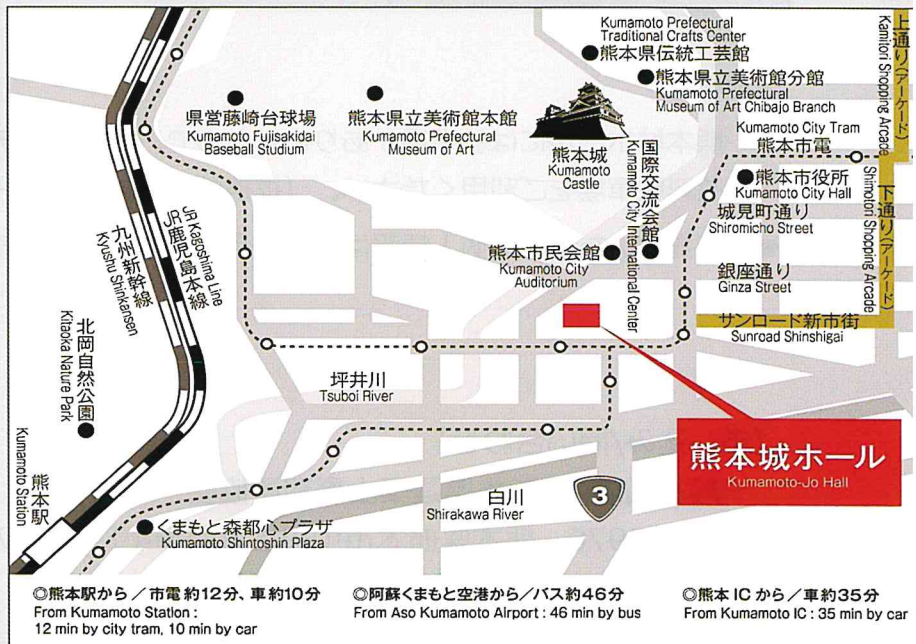 Kumamoto Prefectural
Traditional Crafts Center
熊本県伝統工芸館
熊本県立美術館分館
Kumamoto Prefectural
Museum of Art Chibajo Branch
上通り(アーケード)
Kamitori Shopping Arcade
県営藤崎台球場
Kumamoto Fujisakidai
Baseball Studium
熊本県立美術館本館
Kumamoto Prefectural
Museum of Art
熊本城
Kumamoto
Castle
国際交流会館
Kumamoto City International Center
Kumamoto City Tram
熊本市電
熊本市役所
Kumamoto City Hall
下通り(アーケード)
Shimotori Shopping Arcade
城見町通り
Shiromicho Street
熊本市民会館
Kumamoto City
Auditorium
銀座通り
Ginza Street
サンロード新市街
Sunroad Shinshigai
JR Kagoshima Line
JR鹿児島本線
九州新幹線
Kyushu Shinkansen
北岡自然公園
Kitaoka Nature Park
坪井川
Tsuboi River
熊本城ホール
Kumamoto-Jo Hall
熊本駅
Kumamoto Station
白川
Shirakawa River
3
くまもと森都心プラザ
Kumamoto Shintoshin Plaza
◎熊本駅から/市電 約12分、車約10分
From Kumamoto Station :
12 min by city tram, 10 min by car
◎阿蘇くまもと空港から/バス約46分
From Aso Kumamoto Airport : 46 min by bus
◎熊本 IC から/車約35分
From Kumamoto IC : 35 min by car